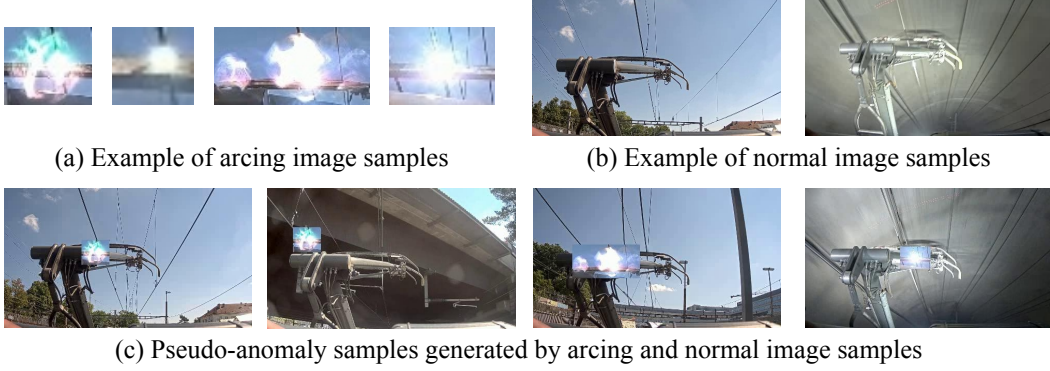 (a) Example of arcing image samples
(b) Example of normal image samples
(c) Pseudo-anomaly samples generated by arcing and normal image samples